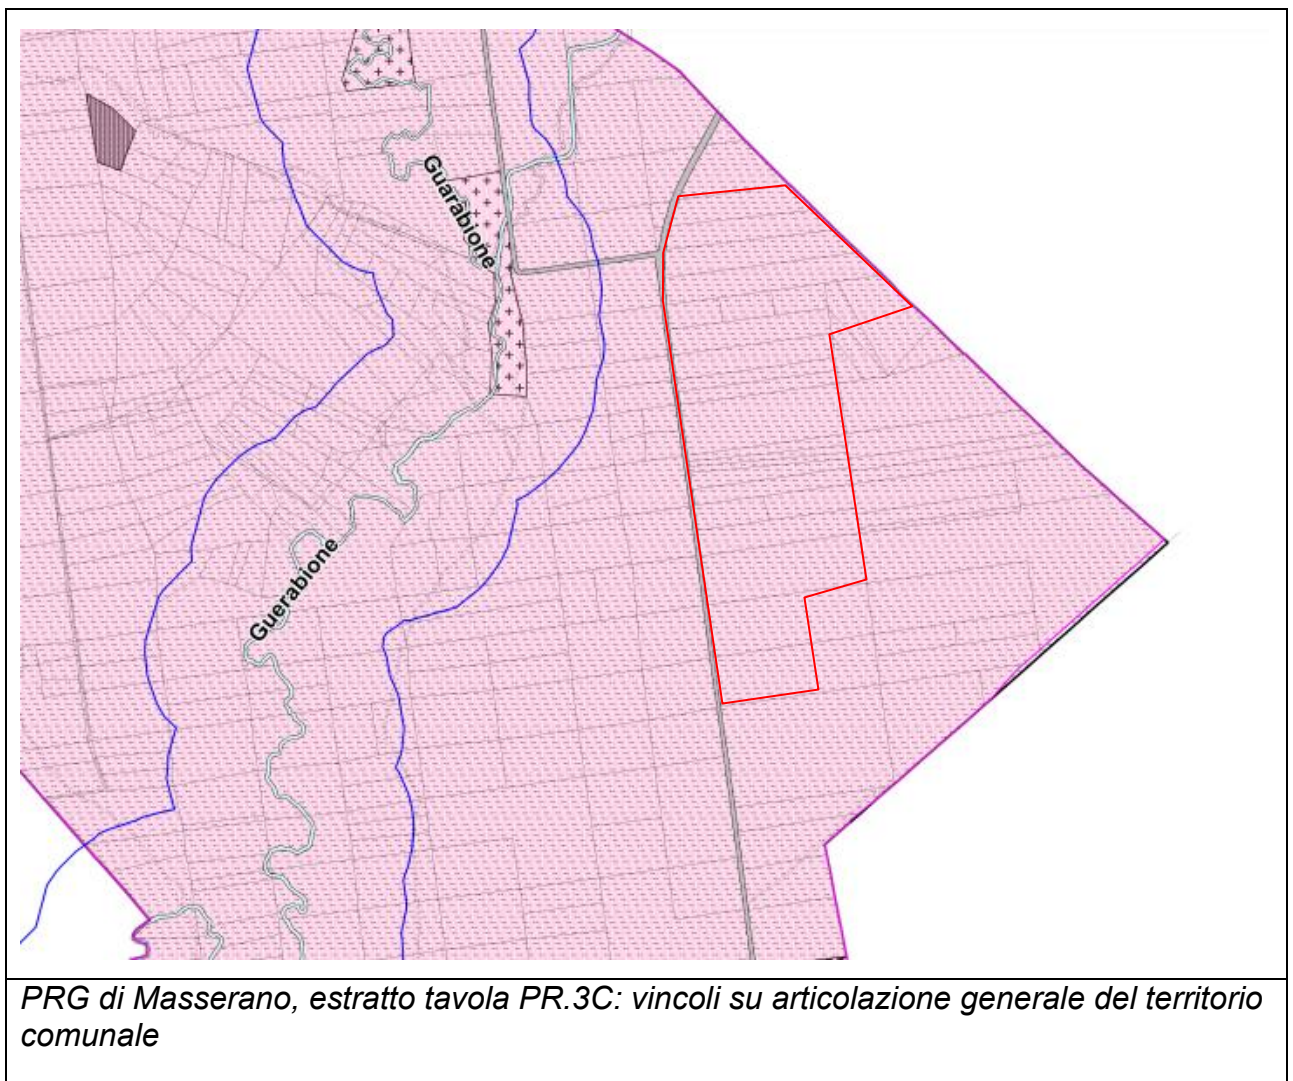 Guarabione
Guerabione
PRG di Masserano, estratto tavola PR.3C: vincoli su articolazione generale del territorio
comunale